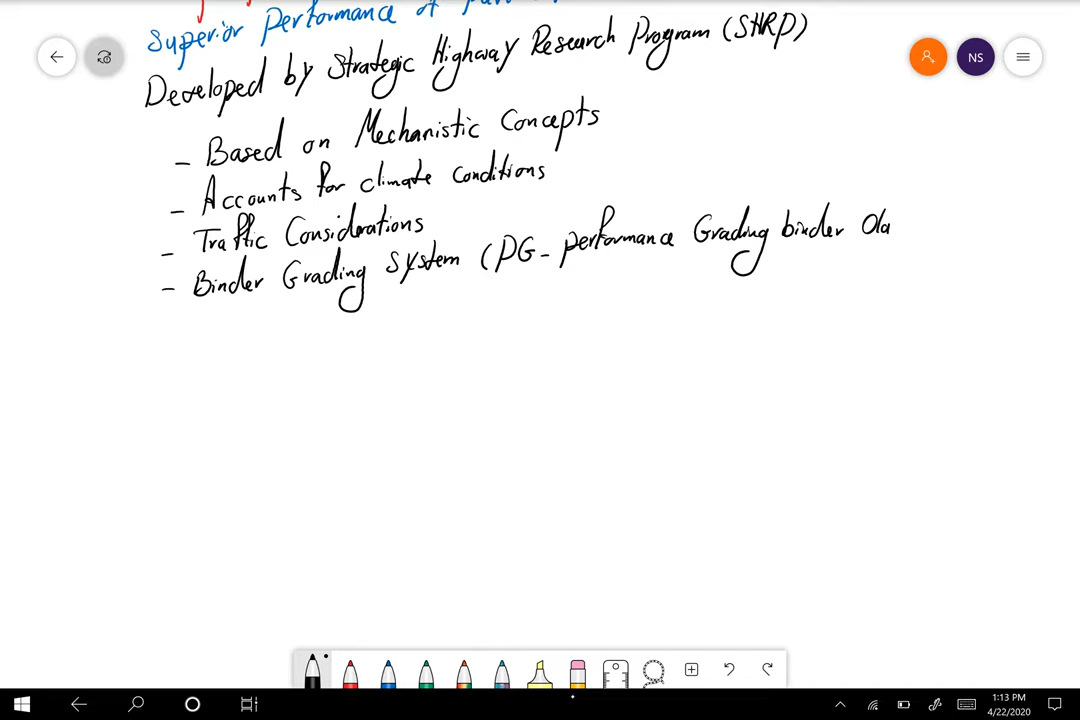 Superior Performance of
Developed by Strategic Highway Research Program (SHRP)
- Based on Mechanistic Concepts
- Accounts for climate conditions
- Traffic Considerations
- Binder Grading System (PG - performance Grading binder Ola
NS
1:13 PM
4/22/2020